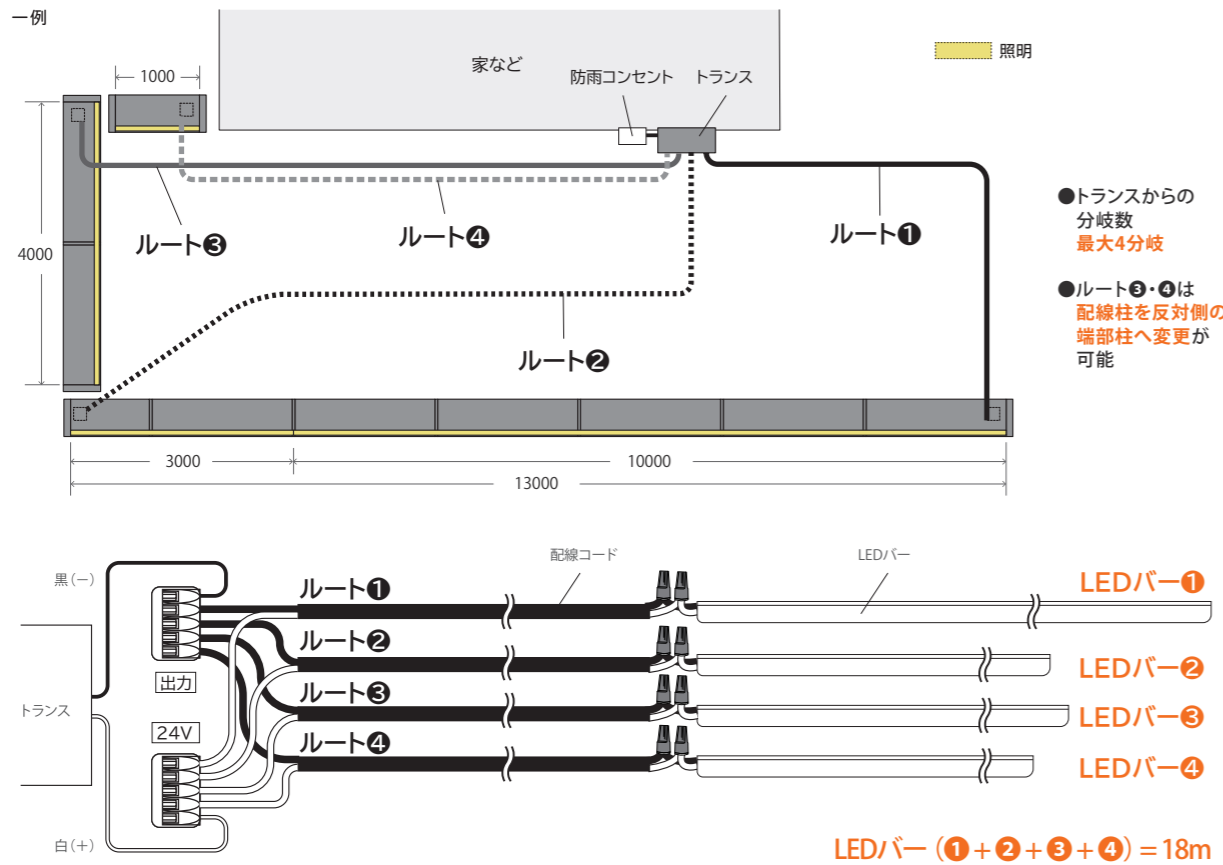 一例
家など
照明
1000
防雨コンセント
トランス
4000
ルート❸
ルート❹
ルート❶
ルート❷
●トランスからの
分岐数
最大4分岐
●ルート❸・❹は
配線柱を反対側の
端部柱へ変更が
可能
3000
10000
13000
黒(−)
トランス
出力
24V
白(+)
配線コード
LEDバー
ルート❶
LEDバー❶
ルート❷
LEDバー❷
ルート❸
LEDバー❸
ルート❹
LEDバー❹
LEDバー (❶+❷+❸+❹) = 18m